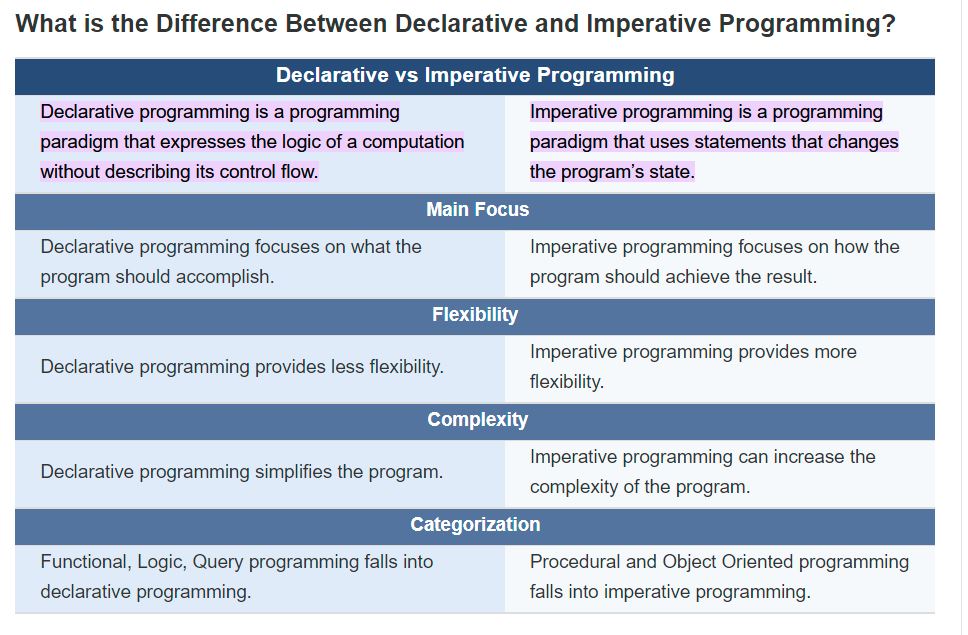 What is the Difference Between Declarative and Imperative Programming?
Declarative vs Imperative Programming
Declarative programming is a programming
paradigm that expresses the logic of a computation
without describing its control flow.
Imperative programming is a programming
paradigm that uses statements that changes
the program’s state.
Main Focus
Declarative programming focuses on what the
program should accomplish.
Imperative programming focuses on how the
program should achieve the result.
Flexibility
Declarative programming provides less flexibility.
Imperative programming provides more
flexibility.
Complexity
Declarative programming simplifies the program.
Imperative programming can increase the
complexity of the program.
Categorization
Functional, Logic, Query programming falls into
declarative programming.
Procedural and Object Oriented programming
falls into imperative programming.